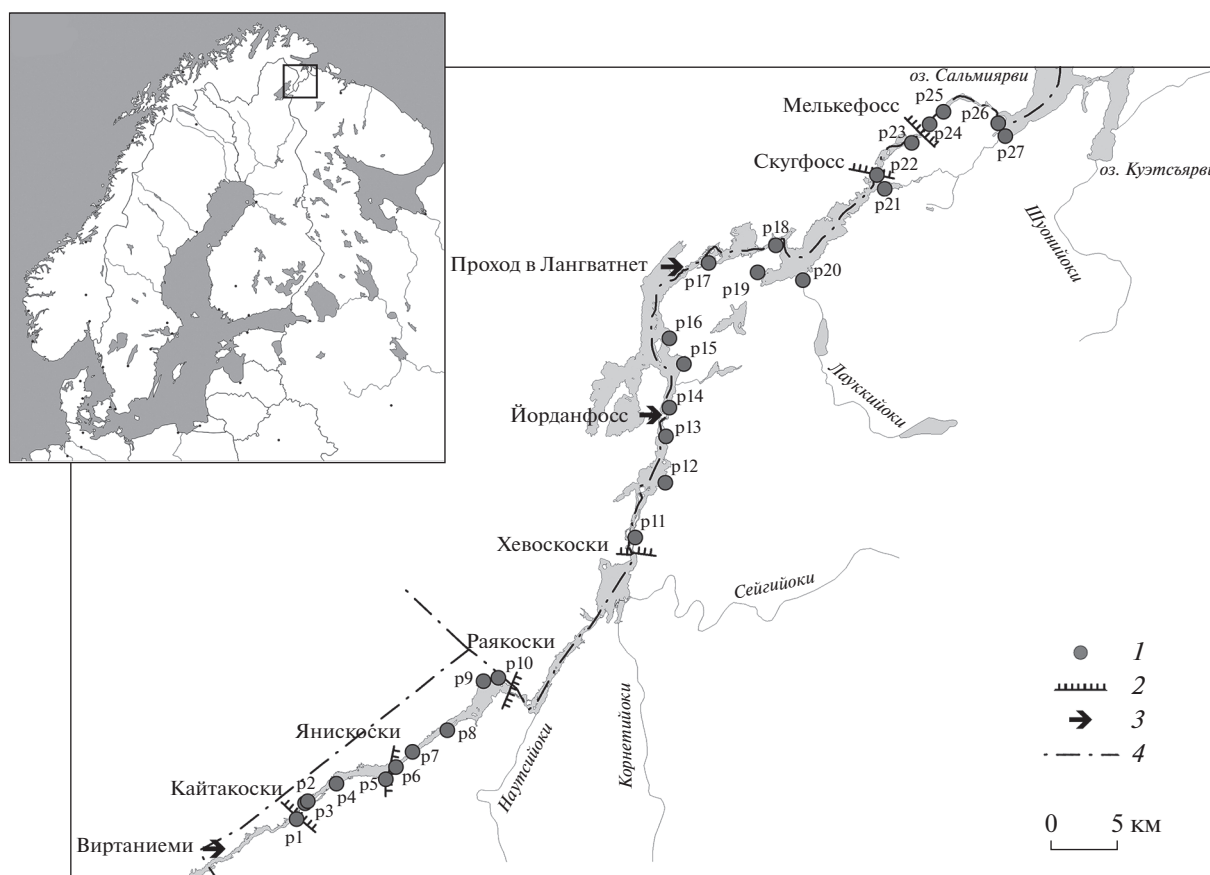 оз. Сальмиярви
Мелькефосс
p25
p26
p24
p23
p27
Скугфосс
p22
оз. Куэтсъярви
p21
Шуонийоки
p18
Проход в Лангватнет
p17
p19
p20
p16
p15
Лауккийоки
p14
Йорданфосс
p13
p12
p11
Хевоскоски
Сейгийоки
Раякоски
p10
p9
Корнетийоки
Наутсийоки
Янискоски
p8
p7
p6
p5
Кайтакоски
p2
p4
p3
p1
Виртаниеми
1
2
3
4
0 5 км